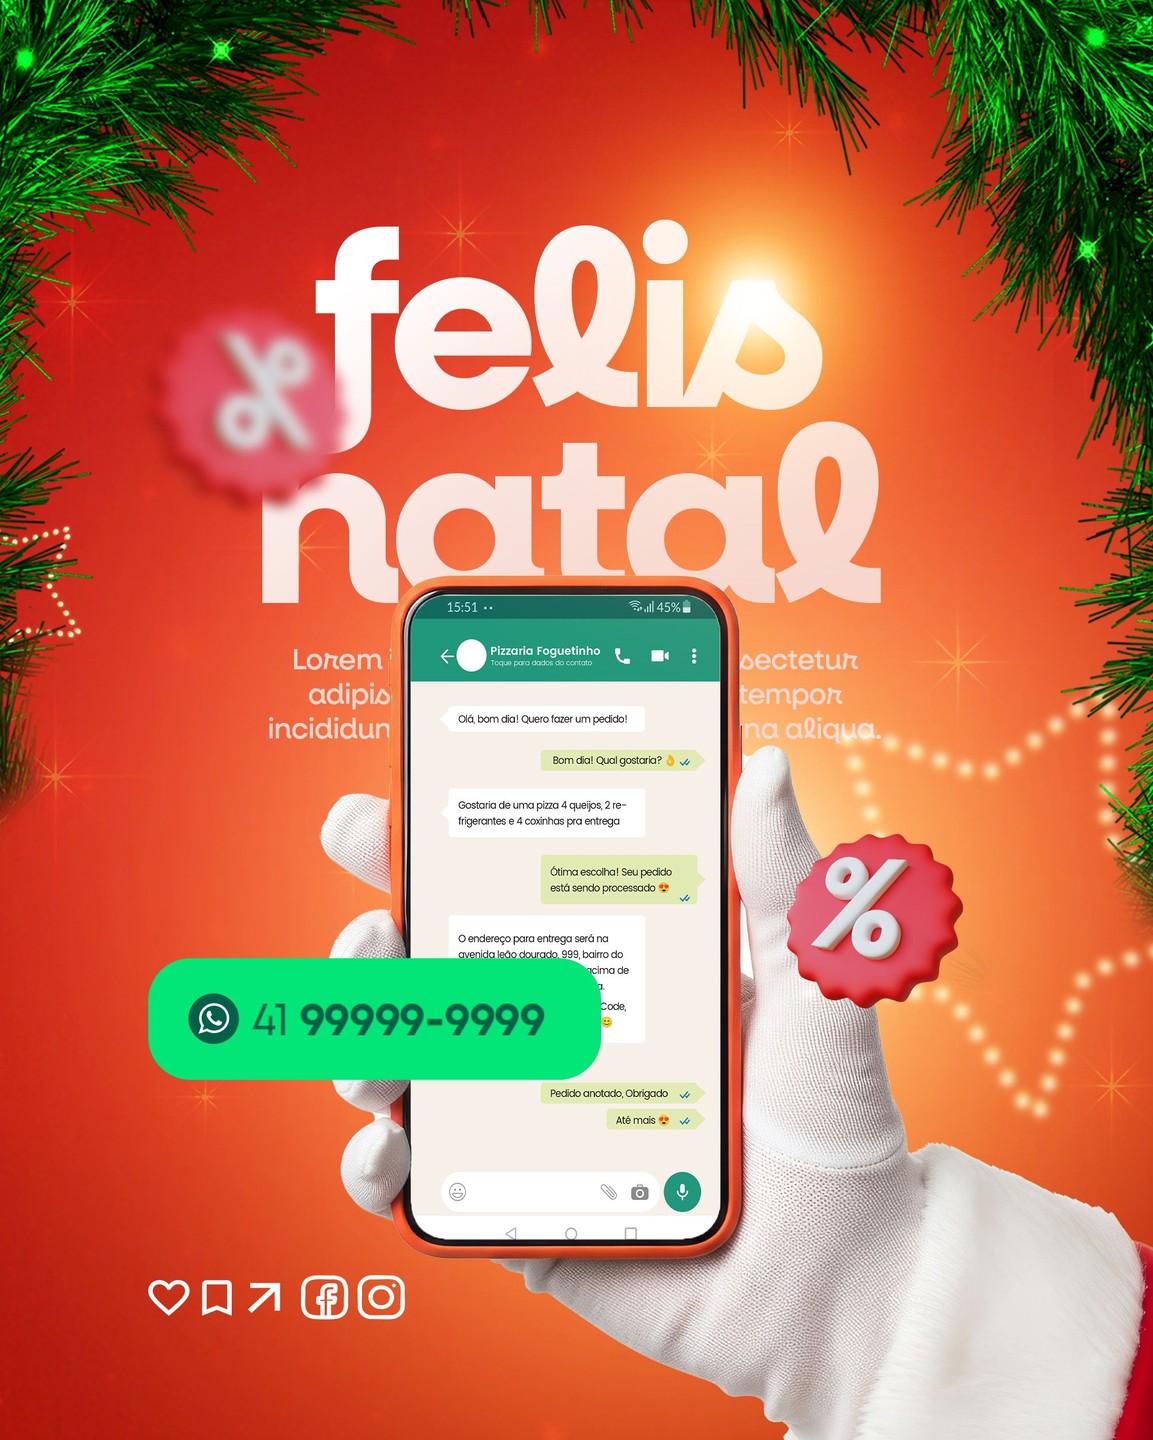 felis
natal
Lorem sectetur
adipis tempor
incididun na aliqua.
15:51 45%
Pizzaria Foguetinho
Toque para dados do contato
Olá, bom dia! Quero fazer um pedido!
Bom dia! Qual gostaria? 👌
Gostaria de uma pizza 4 queijos, 2 re-
frigerantes e 4 coxinhas pra entrega
Ótima escolha! Seu pedido
está sendo processado 😍
O endereço para entrega será na
avenida leão dourado, 999, bairro do
acima de
a.
Code,
😊
41 99999-9999
Pedido anotado, Obrigado
Até mais 😍
%
%